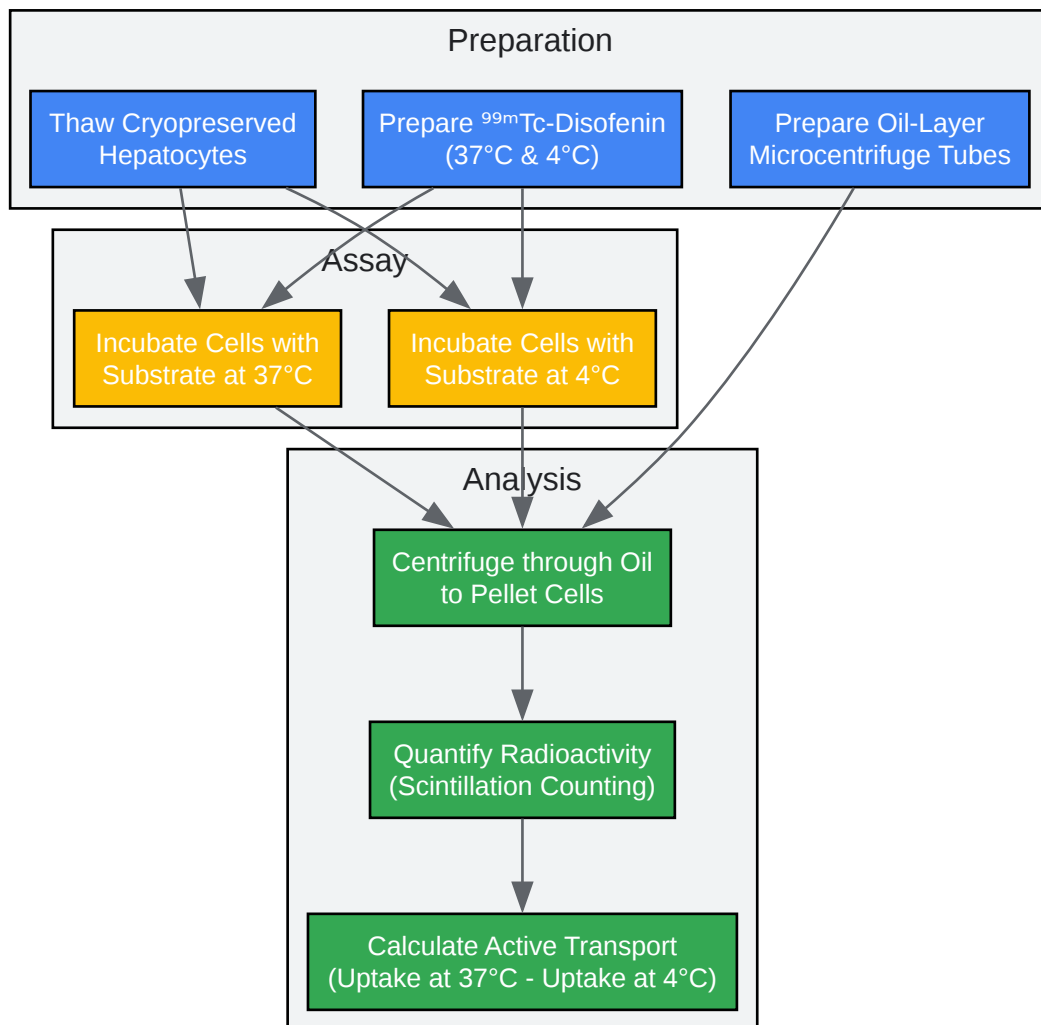 Preparation
Thaw Cryopreserved
Hepatocytes
Prepare ⁹⁹ᵐTc-Disofenin
(37°C & 4°C)
Prepare Oil-Layer
Microcentrifuge Tubes
Assay
Incubate Cells with
Substrate at 37°C
Incubate Cells with
Substrate at 4°C
Analysis
Centrifuge through Oil
to Pellet Cells
Quantify Radioactivity
(Scintillation Counting)
Calculate Active Transport
(Uptake at 37°C - Uptake at 4°C)